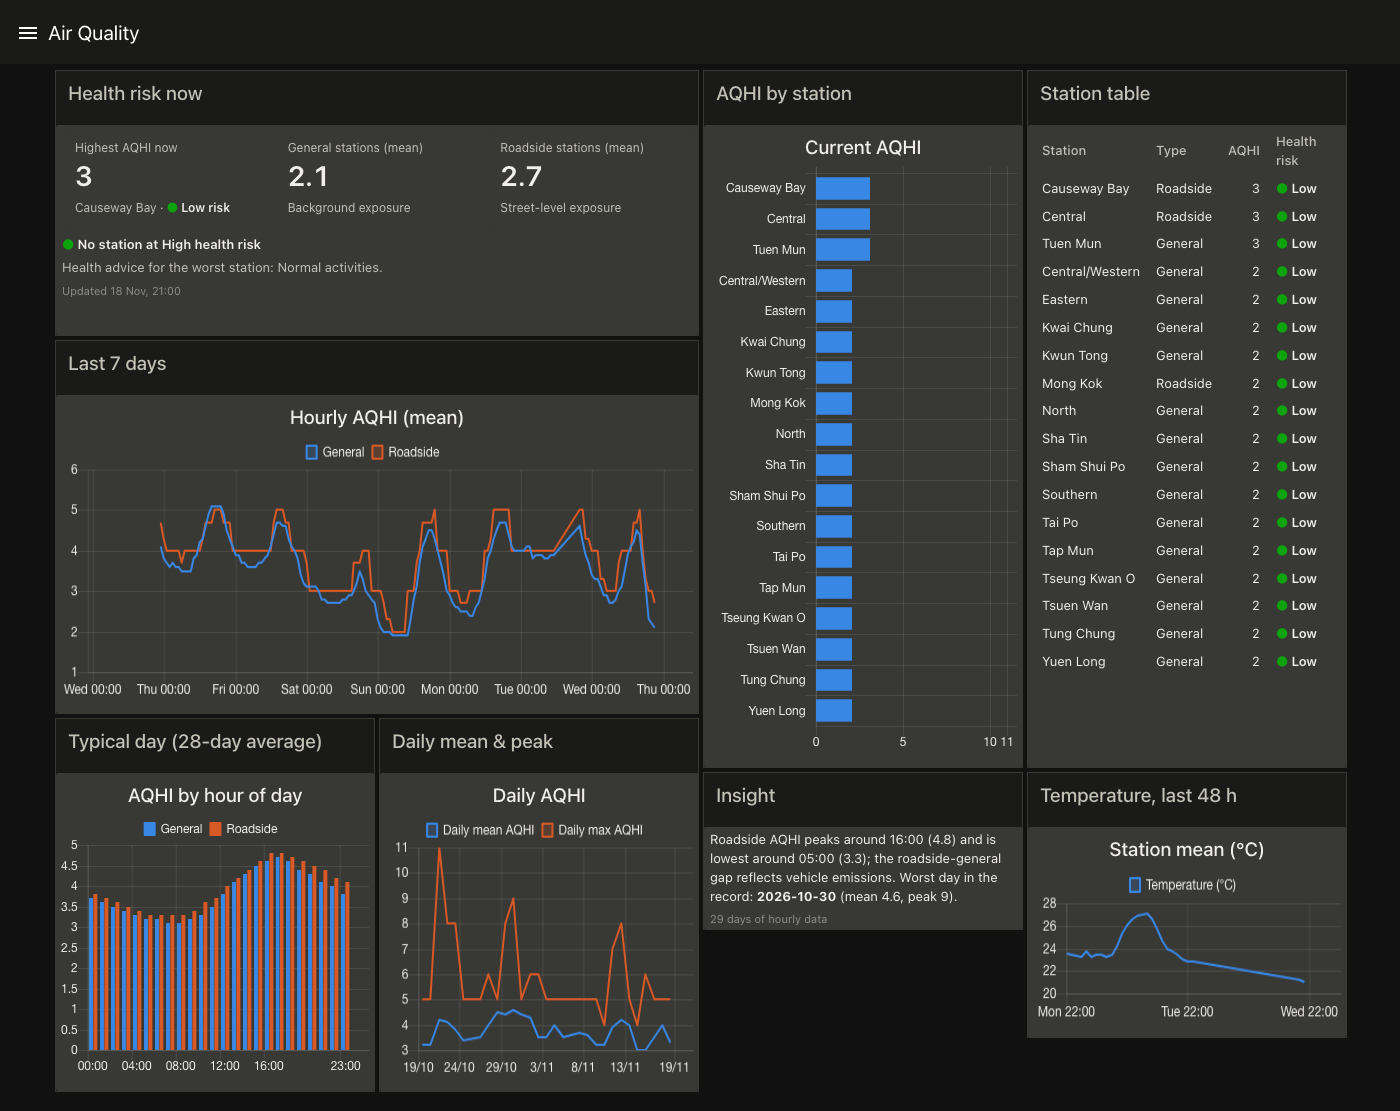 Air Quality
Health risk now
Highest AQHI now
3
Causeway Bay · Low risk
General stations (mean)
2.1
Background exposure
Roadside stations (mean)
2.7
Street-level exposure
No station at High health risk
Health advice for the worst station: Normal activities.
Updated 18 Nov, 21:00
Last 7 days
Hourly AQHI (mean)
General Roadside
6
5
4
3
2
1
Wed 00:00 Thu 00:00 Fri 00:00 Sat 00:00 Sun 00:00 Mon 00:00 Tue 00:00 Wed 00:00 Thu 00:00
Typical day (28-day average)
AQHI by hour of day
General Roadside
5
4.5
4
3.5
3
2.5
2
1.5
1
0.5
0
00:00 04:00 08:00 12:00 16:00 23:00
Daily mean & peak
Daily AQHI
Daily mean AQHI Daily max AQHI
11
10
9
8
7
6
5
4
3
19/10 24/10 29/10 3/11 8/11 13/11 19/11
AQHI by station
Current AQHI
Causeway Bay
Central
Tuen Mun
Central/Western
Eastern
Kwai Chung
Kwun Tong
Mong Kok
North
Sha Tin
Sham Shui Po
Southern
Tai Po
Tap Mun
Tseung Kwan O
Tsuen Wan
Tung Chung
Yuen Long
0 5 10 11
Station table
Station Type AQHI Health risk
Causeway Bay Roadside 3 Low
Central Roadside 3 Low
Tuen Mun General 3 Low
Central/Western General 2 Low
Eastern General 2 Low
Kwai Chung General 2 Low
Kwun Tong General 2 Low
Mong Kok Roadside 2 Low
North General 2 Low
Sha Tin General 2 Low
Sham Shui Po General 2 Low
Southern General 2 Low
Tai Po General 2 Low
Tap Mun General 2 Low
Tseung Kwan O General 2 Low
Tsuen Wan General 2 Low
Tung Chung General 2 Low
Yuen Long General 2 Low
Insight
Roadside AQHI peaks around 16:00 (4.8) and is
lowest around 05:00 (3.3); the roadside-general
gap reflects vehicle emissions. Worst day in the
record: 2026-10-30 (mean 4.6, peak 9).
29 days of hourly data
Temperature, last 48 h
Station mean (°C)
Temperature (°C)
28
26
24
22
20
Mon 22:00 Tue 22:00 Wed 22:00